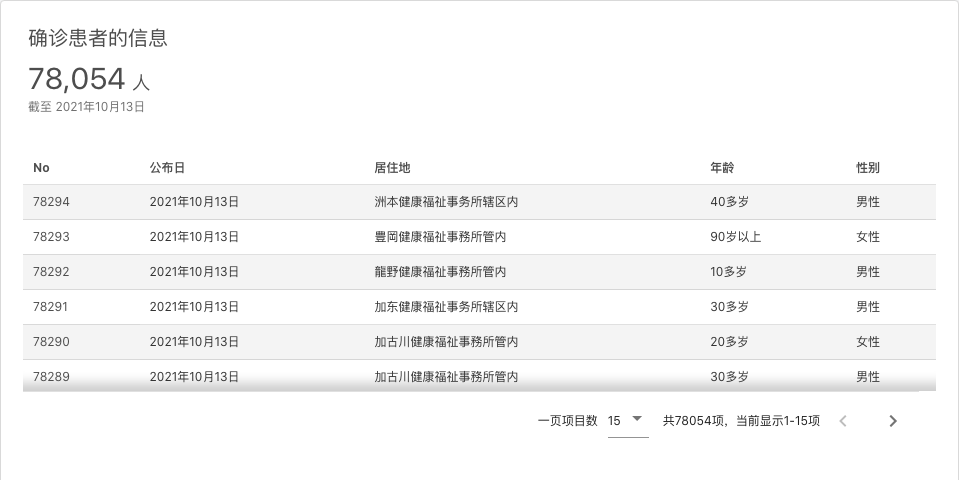 确诊患者的信息
78,054 人
截至 2021年10月13日
No 公布日 居住地 年龄 性别
78294 2021年10月13日 洲本健康福祉事务所辖区内 40多岁 男性
78293 2021年10月13日 豊岡健康福祉事務所管内 90岁以上 女性
78292 2021年10月13日 龍野健康福祉事務所管内 10多岁 男性
78291 2021年10月13日 加东健康福祉事务所辖区内 30多岁 男性
78290 2021年10月13日 加古川健康福祉事務所管内 20多岁 女性
78289 2021年10月13日 加古川健康福祉事務所管内 30多岁 男性
一页项目数 15 共78054项，当前显示1-15项